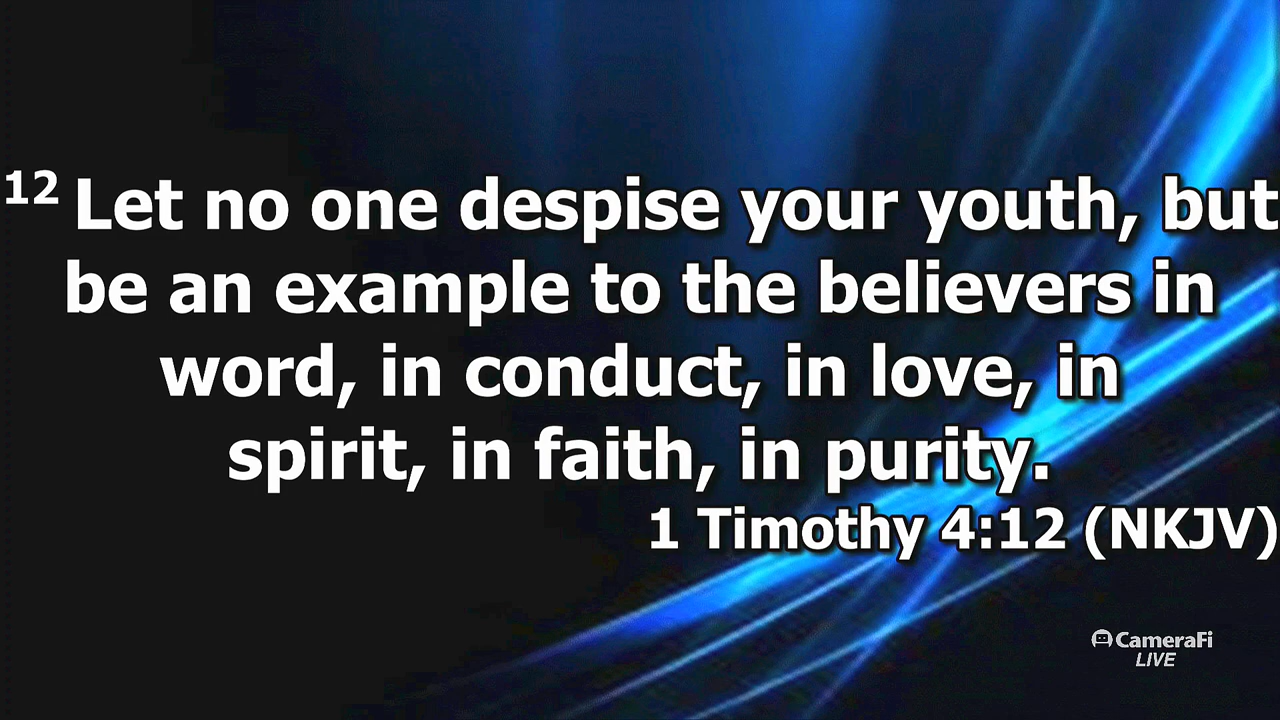 12 Let no one despise your youth, but
be an example to the believers in
word, in conduct, in love, in
spirit, in faith, in purity.
1 Timothy 4:12 (NKJV)
CameraFi
LIVE